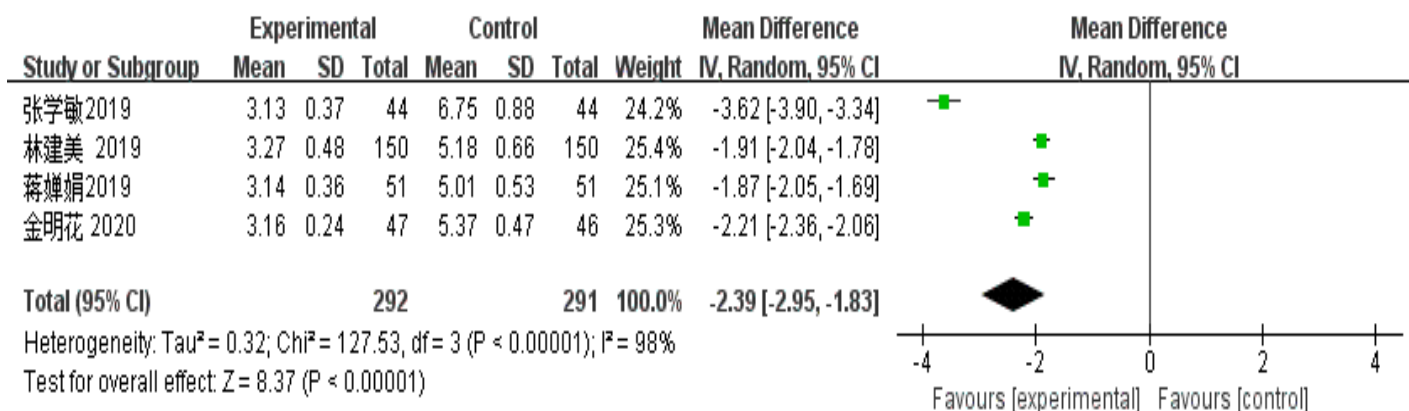 Experimental Control Mean Difference Mean Difference
Study or Subgroup Mean SD Total Mean SD Total Weight IV, Random, 95% CI IV, Random, 95% CI
张学敏2019 3.13 0.37 44 6.75 0.88 44 24.2% -3.62 [-3.90, -3.34]
林建美 2019 3.27 0.48 150 5.18 0.66 150 25.4% -1.91 [-2.04, -1.78]
蒋婵娟2019 3.14 0.36 51 5.01 0.53 51 25.1% -1.87 [-2.05, -1.69]
金明花 2020 3.16 0.24 47 5.37 0.47 46 25.3% -2.21 [-2.36, -2.06]
Total (95% CI) 292 291 100.0% -2.39 [-2.95, -1.83]
Heterogeneity: Tau² = 0.32; Chi² = 127.53, df = 3 (P < 0.00001); I² = 98%
Test for overall effect: Z = 8.37 (P < 0.00001)
-4 -2 0 2 4
Favours [experimental] Favours [control]